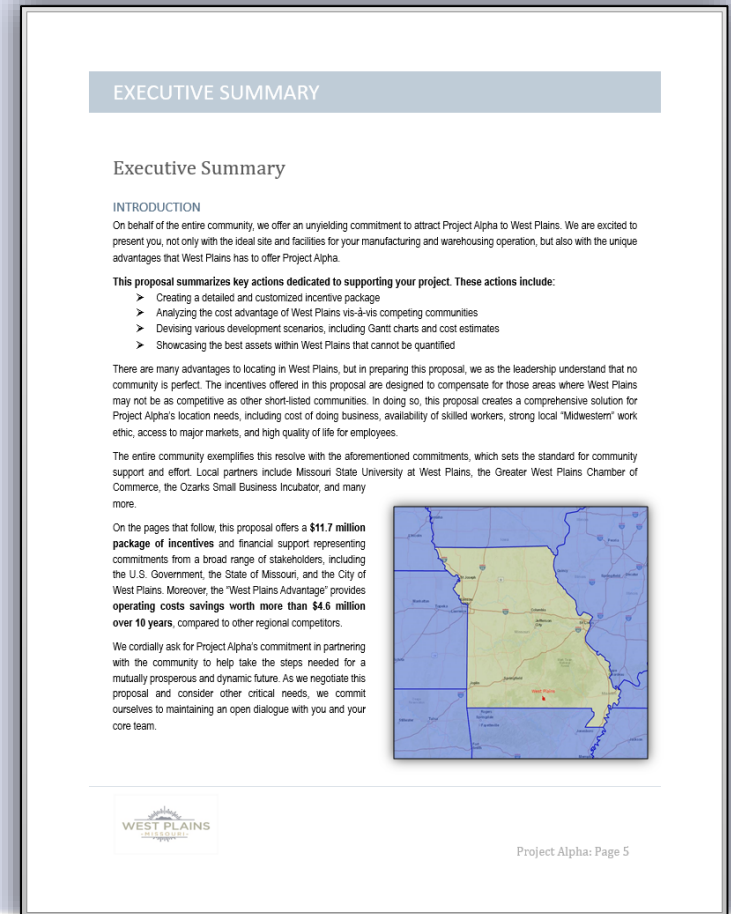 EXECUTIVE SUMMARY
Executive Summary
INTRODUCTION
On behalf of the entire community, we offer an unyielding commitment to attract Project Alpha to West Plains. We are excited to
present you, not only with the ideal site and facilities for your manufacturing and warehousing operation, but also with the unique
advantages that West Plains has to offer Project Alpha.
This proposal summarizes key actions dedicated to supporting your project. These actions include:
➢ Creating a detailed and customized incentive package
➢ Analyzing the cost advantage of West Plains vis-à-vis competing communities
➢ Devising various development scenarios, including Gantt charts and cost estimates
➢ Showcasing the best assets within West Plains that cannot be quantified
There are many advantages to locating in West Plains, but in preparing this proposal, we as the leadership understand that no
community is perfect. The incentives offered in this proposal are designed to compensate for those areas where West Plains
may not be as competitive as other short-listed communities. In doing so, this proposal creates a comprehensive solution for
Project Alpha's location needs, including cost of doing business, availability of skilled workers, strong local “Midwestern” work
ethic, access to major markets, and high quality of life for employees.
The entire community exemplifies this resolve with the aforementioned commitments, which sets the standard for community
support and effort. Local partners include Missouri State University at West Plains, the Greater West Plains Chamber of
Commerce, the Ozarks Small Business Incubator, and many
more.
On the pages that follow, this proposal offers a $11.7 million
package of incentives and financial support representing
commitments from a broad range of stakeholders, including
the U.S. Government, the State of Missouri, and the City of
West Plains. Moreover, the “West Plains Advantage” provides
operating costs savings worth more than $4.6 million
over 10 years, compared to other regional competitors.
We cordially ask for Project Alpha's commitment in partnering
with the community to help take the steps needed for a
mutually prosperous and dynamic future. As we negotiate this
proposal and consider other critical needs, we commit
ourselves to maintaining an open dialogue with you and your
core team.
St. Joseph
Columbia
Jefferson
City
Springfield
Joplin
West Plains
WEST PLAINS
MISSOURI
Project Alpha: Page 5